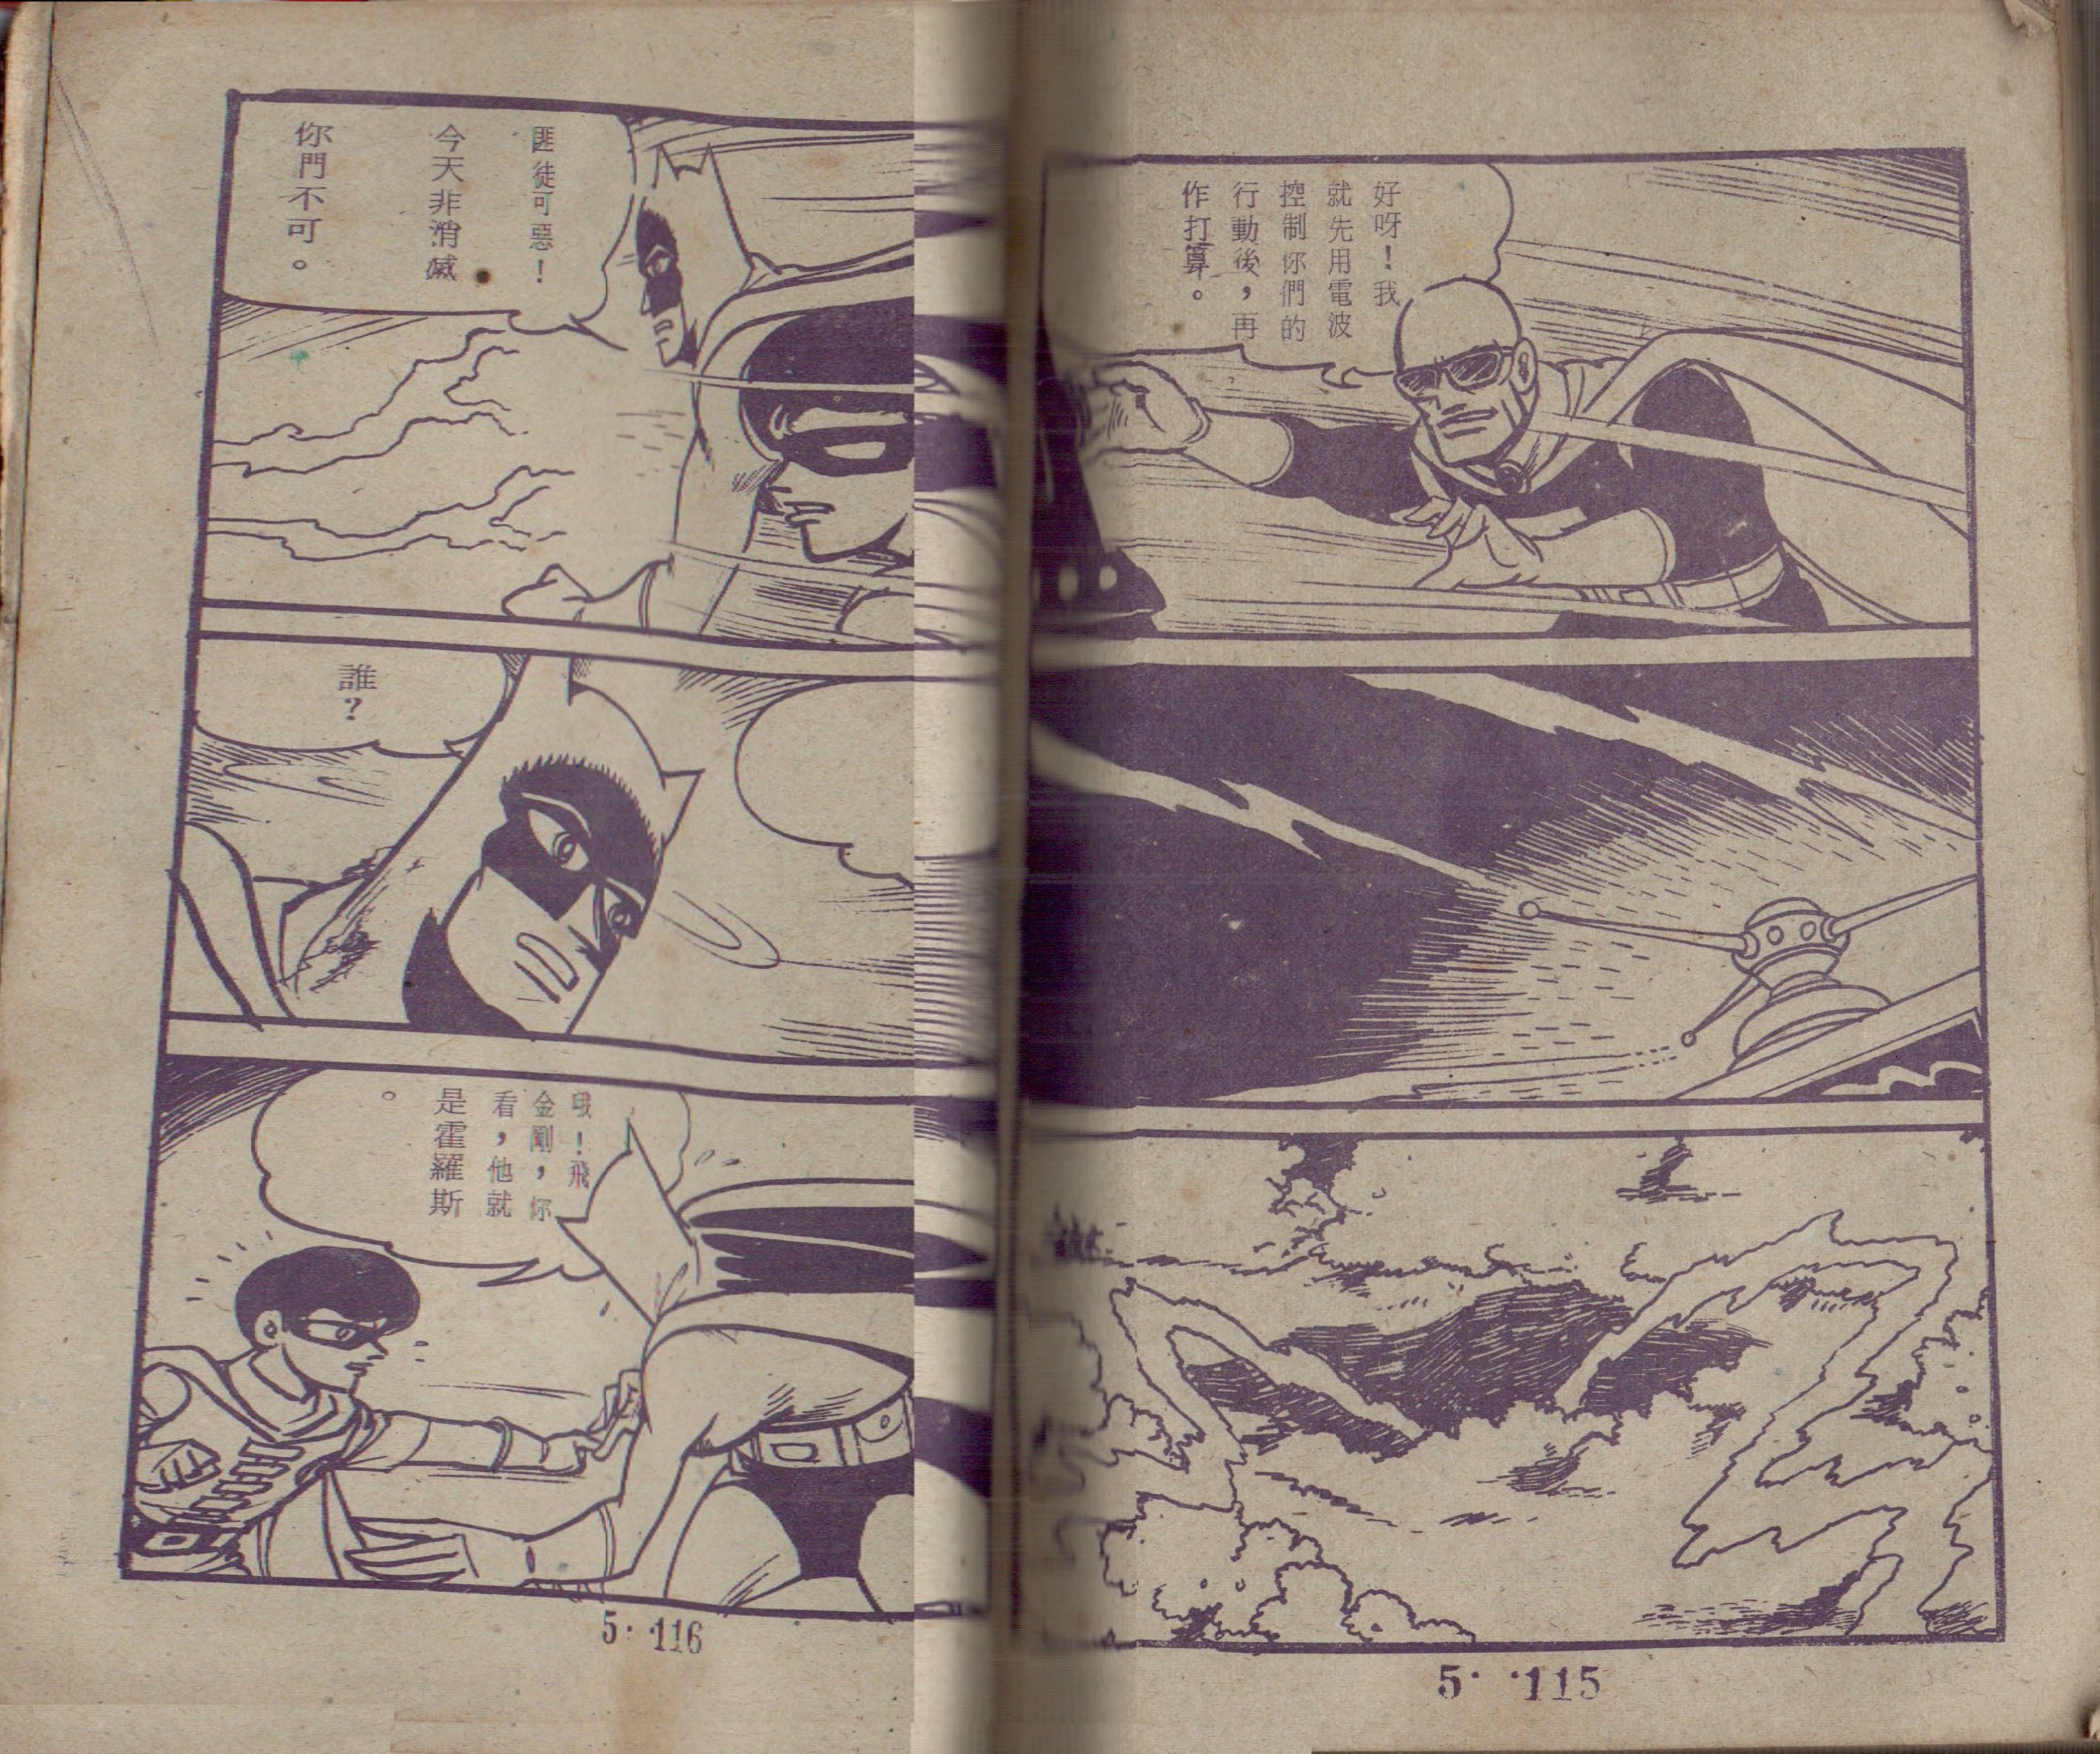 好呀！我
就先用電波
控制你們的
行動後，再
作打算。
5··115
匪徒可惡！
今天非消滅
你門不可。
誰？
哦！飛
金剛，你
看，他就
是霍羅斯
。
5··116